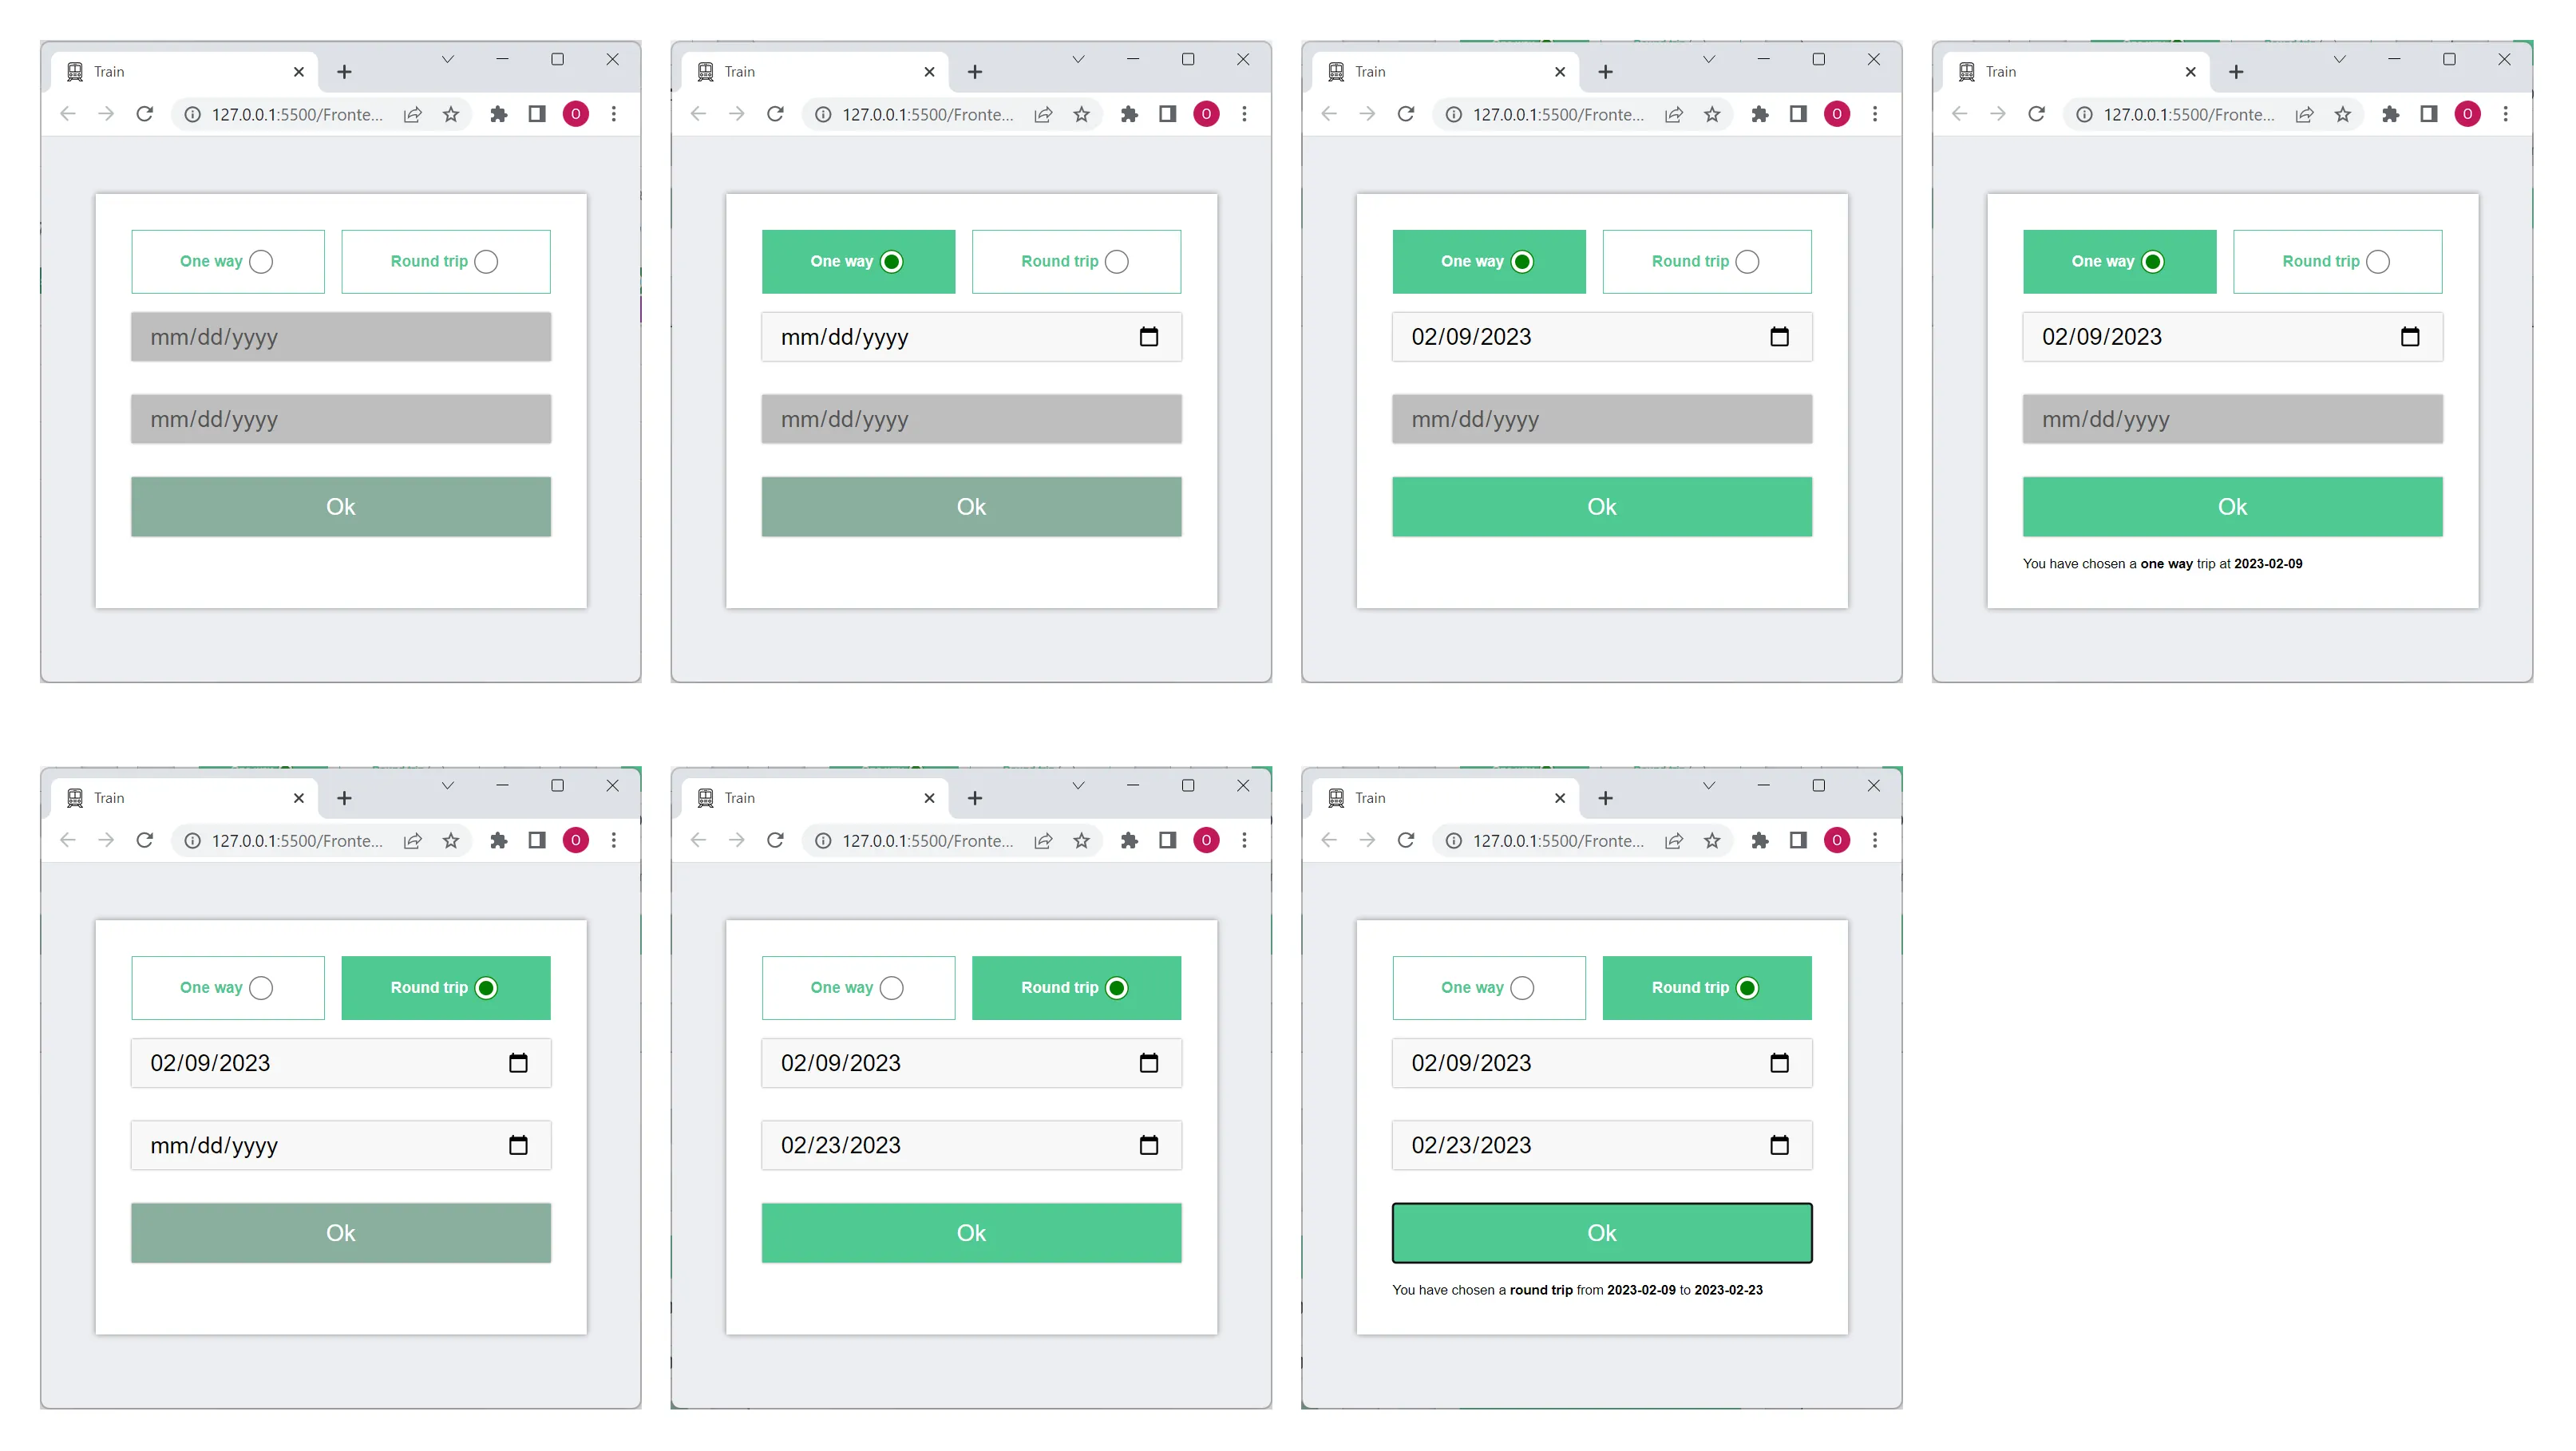 Train
127.0.0.1:5500/Fronte...
O
One way
Round trip
mm/dd/yyyy
mm/dd/yyyy
Ok
Train
127.0.0.1:5500/Fronte...
O
One way
Round trip
mm/dd/yyyy
mm/dd/yyyy
Ok
Train
127.0.0.1:5500/Fronte...
O
One way
Round trip
02/09/2023
mm/dd/yyyy
Ok
Train
127.0.0.1:5500/Fronte...
O
One way
Round trip
02/09/2023
mm/dd/yyyy
Ok
You have chosen a one way trip at 2023-02-09
Train
127.0.0.1:5500/Fronte...
O
One way
Round trip
02/09/2023
mm/dd/yyyy
Ok
Train
127.0.0.1:5500/Fronte...
O
One way
Round trip
02/09/2023
02/23/2023
Ok
Train
127.0.0.1:5500/Fronte...
O
One way
Round trip
02/09/2023
02/23/2023
Ok
You have chosen a round trip from 2023-02-09 to 2023-02-23